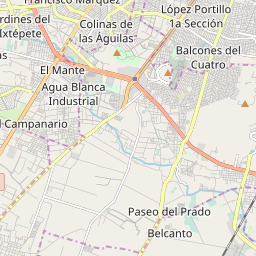 Francisco Márquez
López Portillo
1a Sección
Colinas de
las Águilas
rdines del
Ixtépete
Balcones del
Cuatro
El Mante
Agua Blanca
Industrial
l Campanario
Paseo del Prado
Belcanto